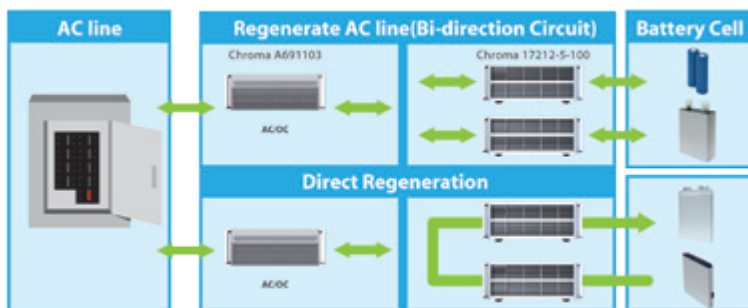 AC line
Regenerate AC line(Bi-direction Circuit)
Battery Cell
Chroma A691103
Chroma 17212-5-100
AC/DC
Direct Regeneration
AC/DC